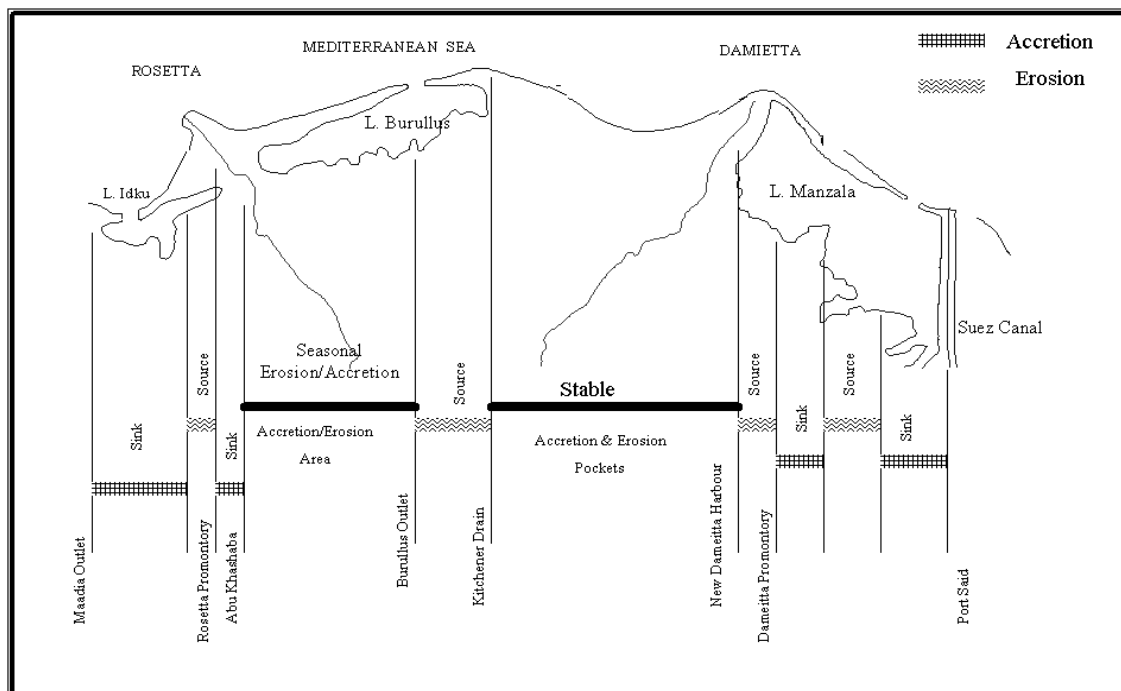 MEDITERRANEAN SEA
DAMIETTA
ROSETTA
Accretion
Erosion
L. Burullus
L. Idku
L. Manzala
Suez Canal
Seasonal
Erosion/Accretion
Stable
Source
Source
Source
Source
Sink
Sink
Sink
Sink
Accretion/Erosion
Area
Accretion & Erosion
Pockets
Maadia Outlet
Rosetta Promontory
Abu Khashaba
Burullus Outlet
Kitchener Drain
New Dameitta Harbour
Dameitta Promontory
Port Said